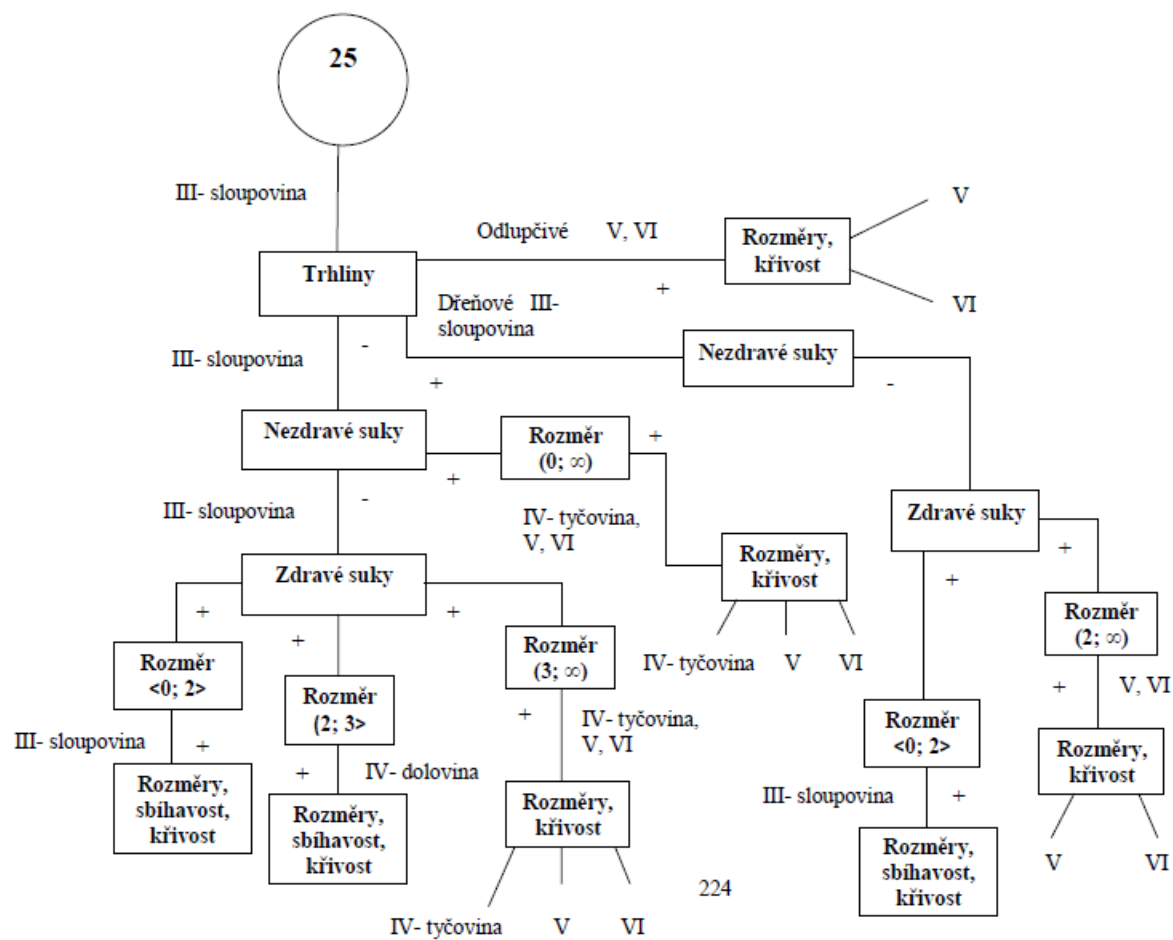 25
III- sloupovina
Odlupčivé V, VI
V
Rozměry,
křivost
Trhliny
+
VI
Dřeňové III-
sloupovina
III- sloupovina
-
Nezdravé suky
+
-
Nezdravé suky
Rozměr
(0; ∞)
+
+
III- sloupovina
-
IV- tyčovina,
V, VI
Zdravé suky
Zdravé suky
Rozměry,
křivost
+
+
+
+
+
+
Rozměr
<0; 2>
Rozměr
(2; 3>
Rozměr
(3; ∞)
Rozměr
(2; ∞)
IV- tyčovina
V
VI
+
V, VI
III- sloupovina
+
+
IV- tyčovina,
V, VI
Rozměr
<0; 2>
+
IV- dolovina
Rozměry,
křivost
Rozměry,
sbíhavost,
křivost
Rozměry,
sbíhavost,
křivost
Rozměry,
křivost
III- sloupovina
+
Rozměry,
sbíhavost,
křivost
V
VI
224
IV- tyčovina
V
VI